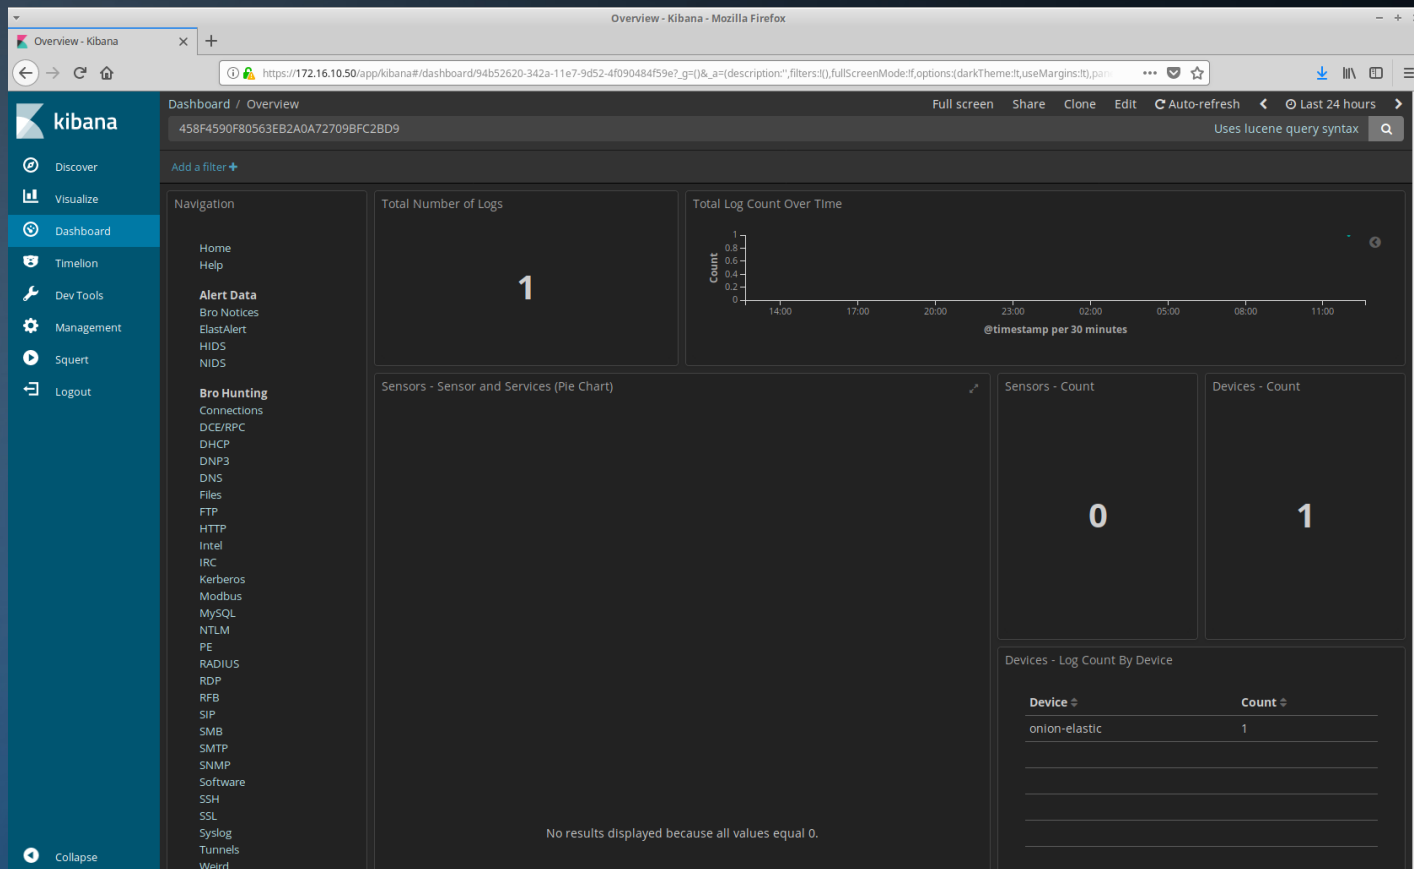 Overview - Kibana - Mozilla Firefox
Overview - Kibana
https://172.16.10.50/app/kibana#/dashboard/94b52620-342a-11e7-9d52-4f090484f59e?_g=()&_a=(description:'',filters:!(),fullScreenMode:!f,options:(darkTheme:!t,useMargins:!t),pan
kibana
Discover
Visualize
Dashboard
Timelion
Dev Tools
Management
Squert
Logout
Collapse
Dashboard / Overview
Full screen Share Clone Edit Auto-refresh Last 24 hours
458F4590F80563EB2A0A72709BFC2BD9
Uses lucene query syntax
Add a filter
Navigation
Home
Help
Alert Data
Bro Notices
ElastAlert
HIDS
NIDS
Bro Hunting
Connections
DCE/RPC
DHCP
DNP3
DNS
Files
FTP
HTTP
Intel
IRC
Kerberos
Modbus
MySQL
NTLM
PE
RADIUS
RDP
RFB
SIP
SMB
SMTP
SNMP
Software
SSH
SSL
Syslog
Tunnels
Weird
Total Number of Logs
1
Total Log Count Over TIme
Count
1
0.8
0.6
0.4
0.2
0
14:00 17:00 20:00 23:00 02:00 05:00 08:00 11:00
@timestamp per 30 minutes
Sensors - Sensor and Services (Pie Chart)
No results displayed because all values equal 0.
Sensors - Count
0
Devices - Count
1
Devices - Log Count By Device
Device Count
onion-elastic 1